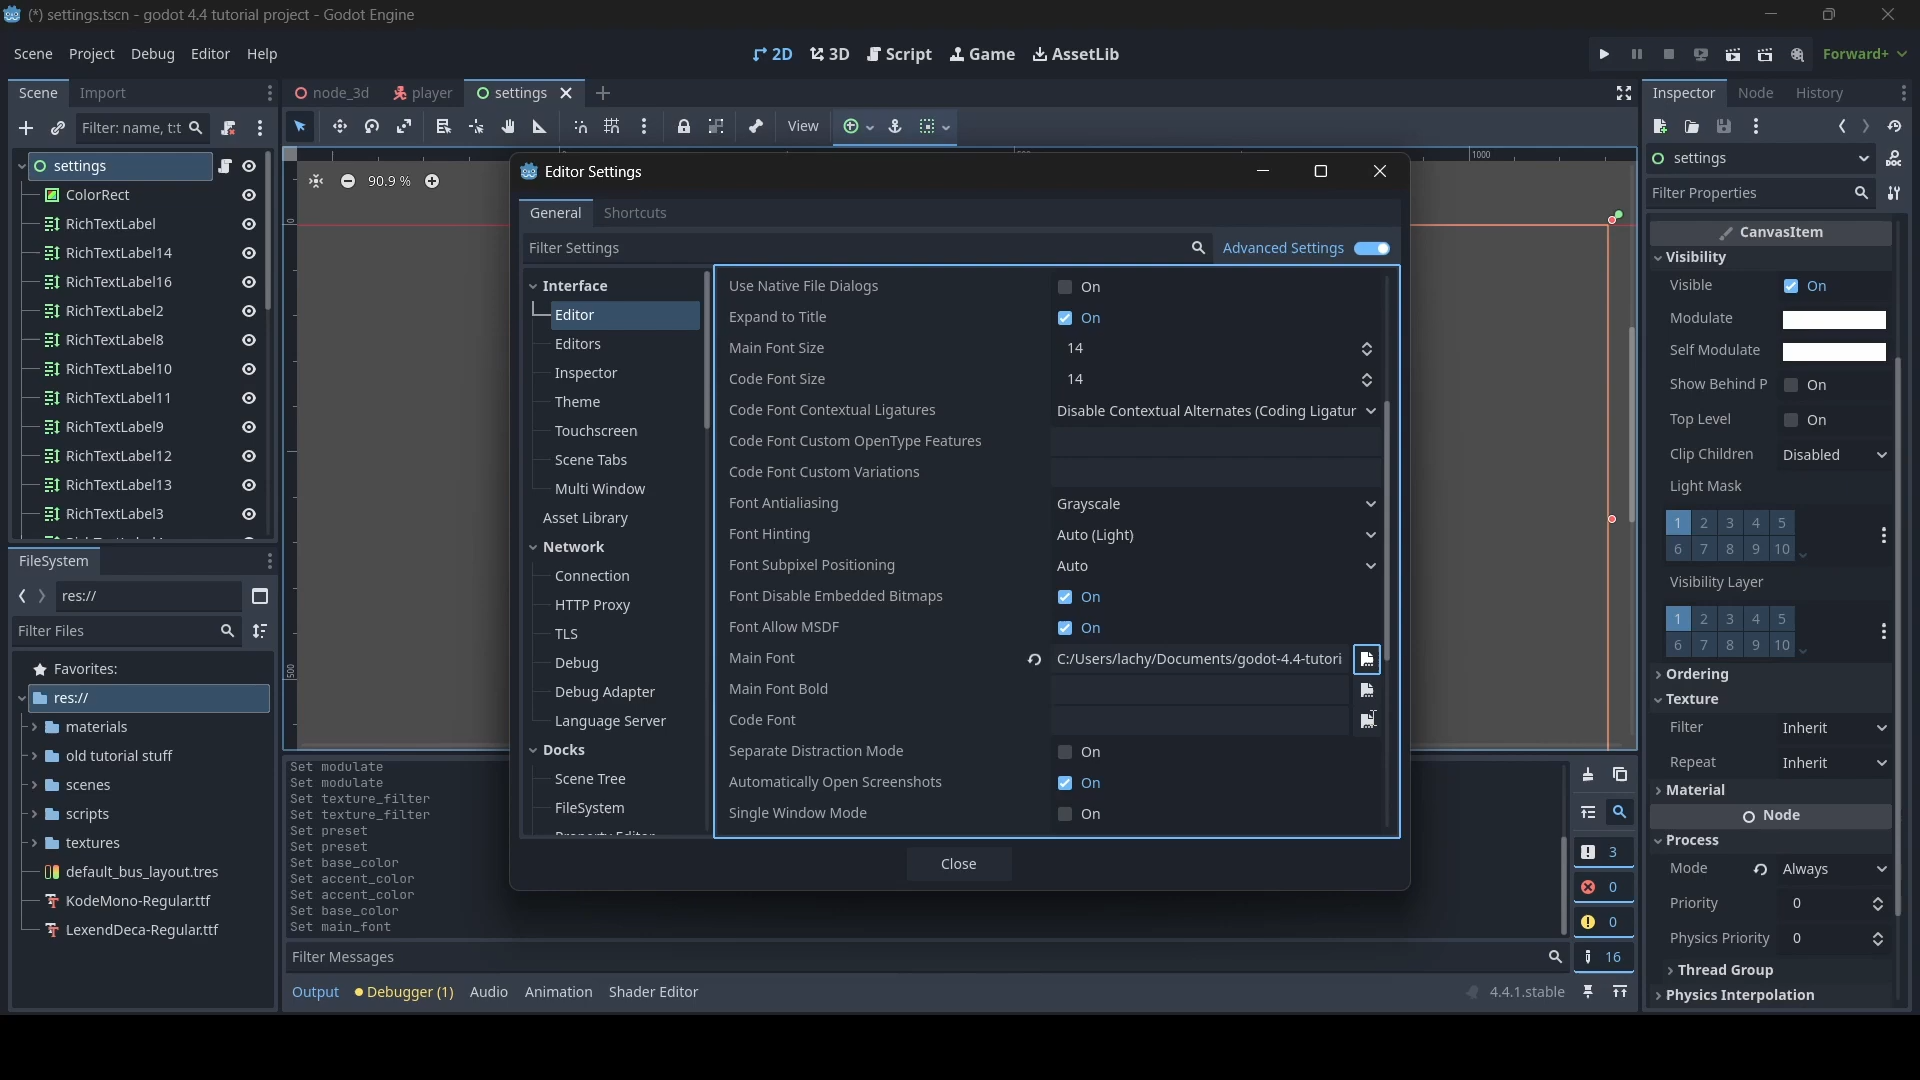 (*) settings.tscn - godot 4.4 tutorial project - Godot Engine
Scene Project Debug Editor Help
2D 3D Script Game AssetLib
Forward+
Scene Import
Filter: name, t:t
settings
ColorRect
RichTextLabel
RichTextLabel14
RichTextLabel16
RichTextLabel2
RichTextLabel8
RichTextLabel10
RichTextLabel11
RichTextLabel9
RichTextLabel12
RichTextLabel13
RichTextLabel3
FileSystem
res://
Filter Files
Favorites:
res://
materials
old tutorial stuff
scenes
scripts
textures
default_bus_layout.tres
KodeMono-Regular.ttf
LexendDeca-Regular.ttf
node_3d player settings
View
1000
90.9 %
0
500
Editor Settings
General Shortcuts
Filter Settings
Advanced Settings
Interface
Editor
Editors
Inspector
Theme
Touchscreen
Scene Tabs
Multi Window
Asset Library
Network
Connection
HTTP Proxy
TLS
Debug
Debug Adapter
Language Server
Docks
Scene Tree
FileSystem
Use Native File Dialogs On
Expand to Title On
Main Font Size 14
Code Font Size 14
Code Font Contextual Ligatures Disable Contextual Alternates (Coding Ligatur
Code Font Custom OpenType Features
Code Font Custom Variations
Font Antialiasing Grayscale
Font Hinting Auto (Light)
Font Subpixel Positioning Auto
Font Disable Embedded Bitmaps On
Font Allow MSDF On
Main Font C:/Users/lachy/Documents/godot-4.4-tutori
Main Font Bold
Code Font
Separate Distraction Mode On
Automatically Open Screenshots On
Single Window Mode On
Close
Set modulate
Set modulate
Set texture_filter
Set texture_filter
Set preset
Set preset
Set base_color
Set accent_color
Set accent_color
Set base_color
Set main_font
3
0
0
16
Filter Messages
Output Debugger (1) Audio Animation Shader Editor
4.4.1.stable
Inspector Node History
settings
Filter Properties
CanvasItem
Visibility
Visible On
Modulate
Self Modulate
Show Behind P On
Top Level On
Clip Children Disabled
Light Mask
1 2 3 4 5
6 7 8 9 10
Visibility Layer
1 2 3 4 5
6 7 8 9 10
Ordering
Texture
Filter Inherit
Repeat Inherit
Material
Node
Process
Mode Always
Priority 0
Physics Priority 0
Thread Group
Physics Interpolation